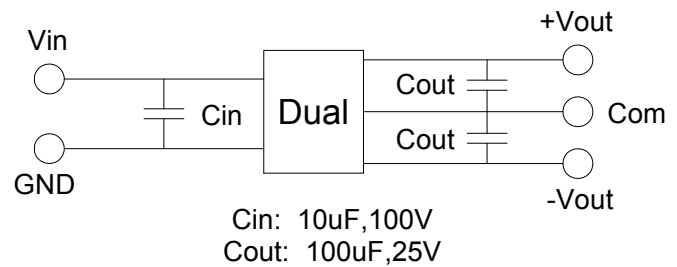 +Vout
Vin
Cout
Cin
Dual
Com
Cout
GND
-Vout
Cin: 10uF,100V
Cout: 100uF,25V